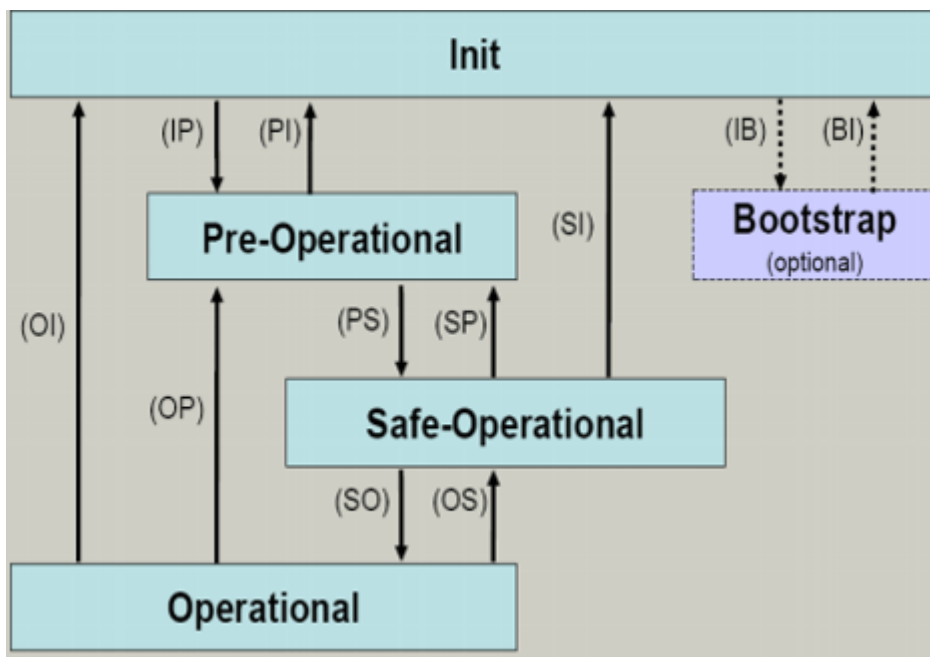 Init
(IP)
(PI)
(IB)
(BI)
Pre-Operational
(SI)
Bootstrap
(optional)
(OI)
(PS)
(SP)
(OP)
Safe-Operational
(SO)
(OS)
Operational